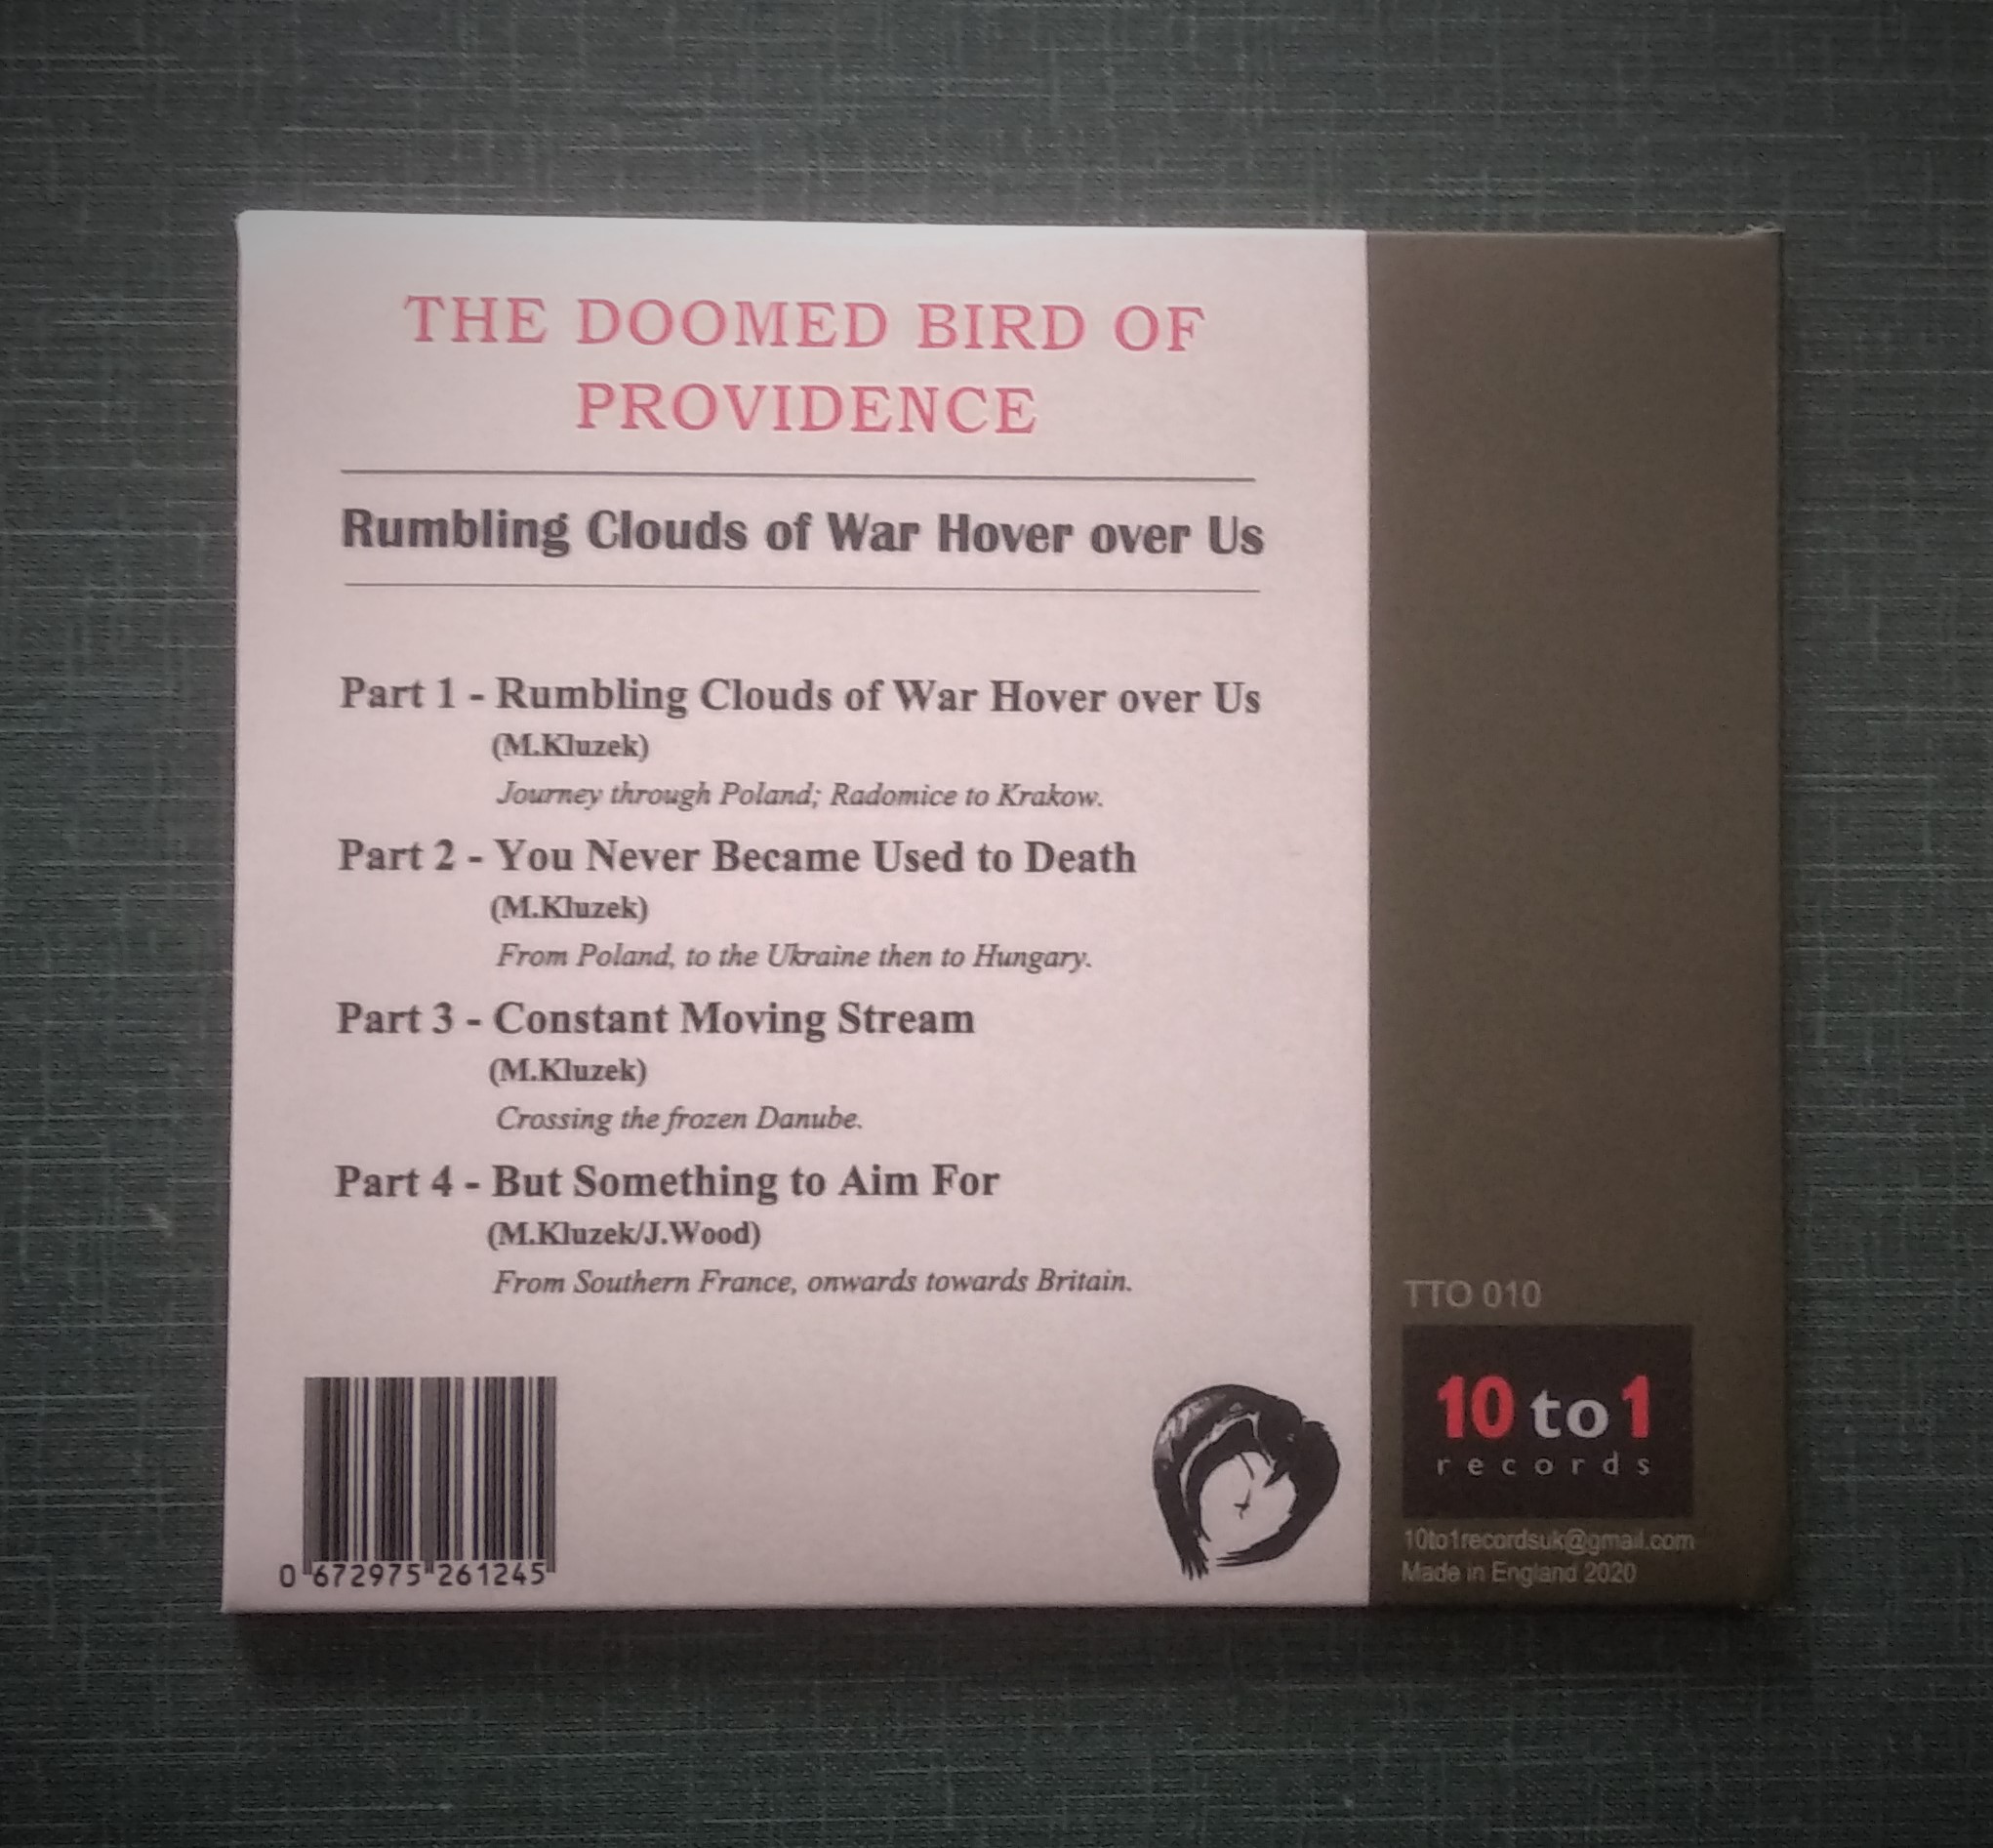 THE DOOMED BIRD OF
PROVIDENCE
Rumbling Clouds of War Hover over Us
Part 1 - Rumbling Clouds of War Hover over Us
(M.Kluzek)
Journey through Poland; Radomice to Krakow.
Part 2 - You Never Became Used to Death
(M.Kluzek)
From Poland, to the Ukraine then to Hungary.
Part 3 - Constant Moving Stream
(M.Kluzek)
Crossing the frozen Danube.
Part 4 - But Something to Aim For
(M.Kluzek/J.Wood)
From Southern France, onwards towards Britain.
0 672975 261245
TTO 010
10 to 1
records
10to1recordsuk@gmail.com
Made in England 2020